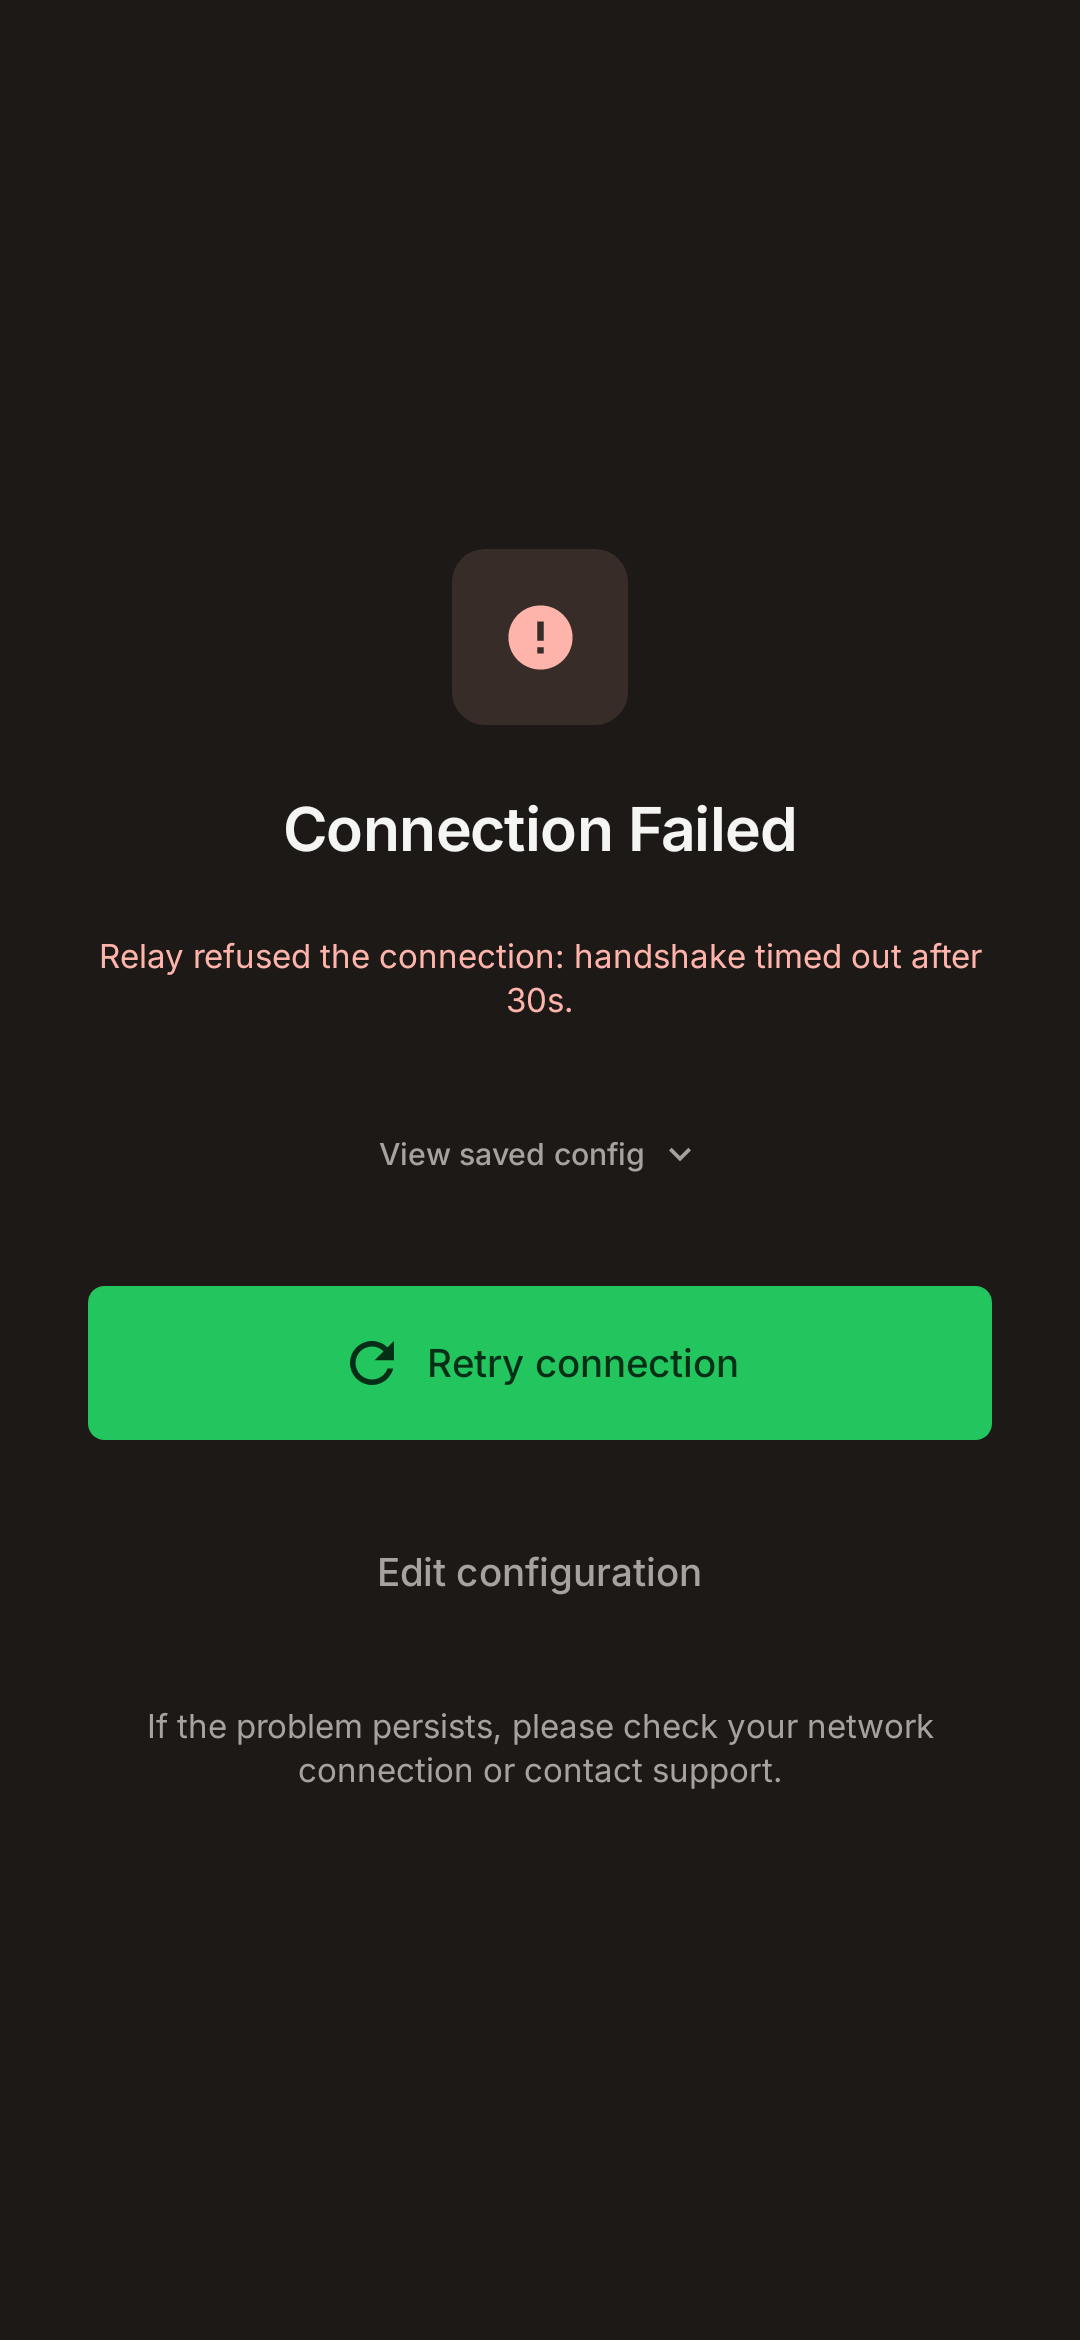 Connection Failed
Relay refused the connection: handshake timed out after
30s.
View saved config
Retry connection
Edit configuration
If the problem persists, please check your network
connection or contact support.